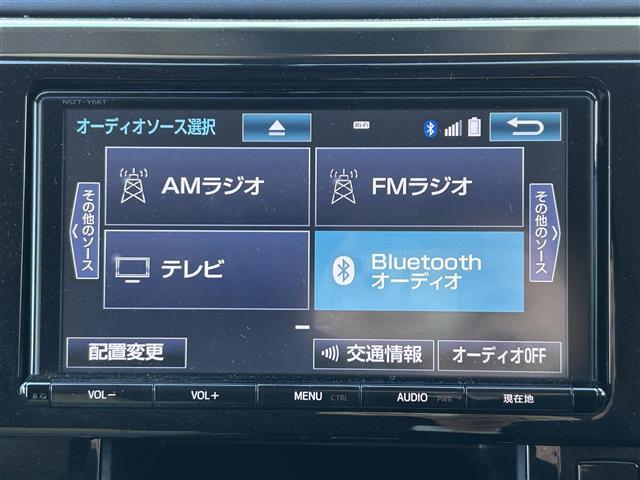 NSZT-Y66T
オーディオソース選択
Wi-Fi
AMラジオ
FMラジオ
その他のソース
その他のソース
テレビ
Bluetooth
オーディオ
配置変更
交通情報
オーディオOFF
VOL−
VOL+
MENU CTRL
AUDIO PWR
現在地